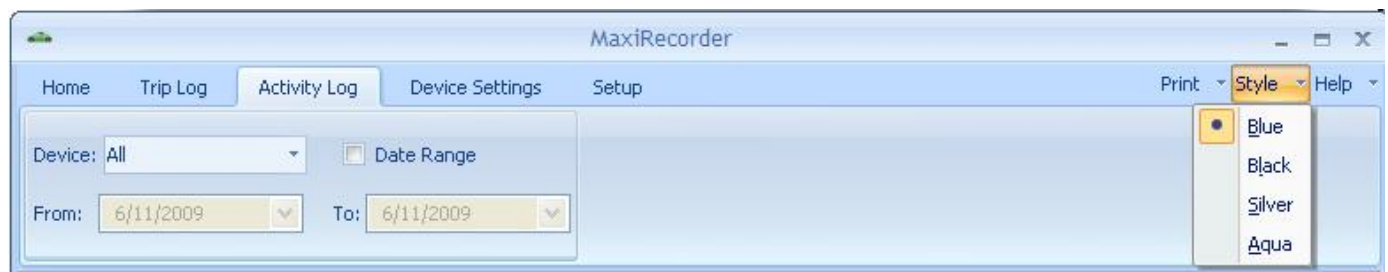 MaxiRecorder
Home Trip Log Activity Log Device Settings Setup Print Style Help
Device: All Date Range
From: 6/11/2009 To: 6/11/2009
Blue
Black
Silver
Aqua